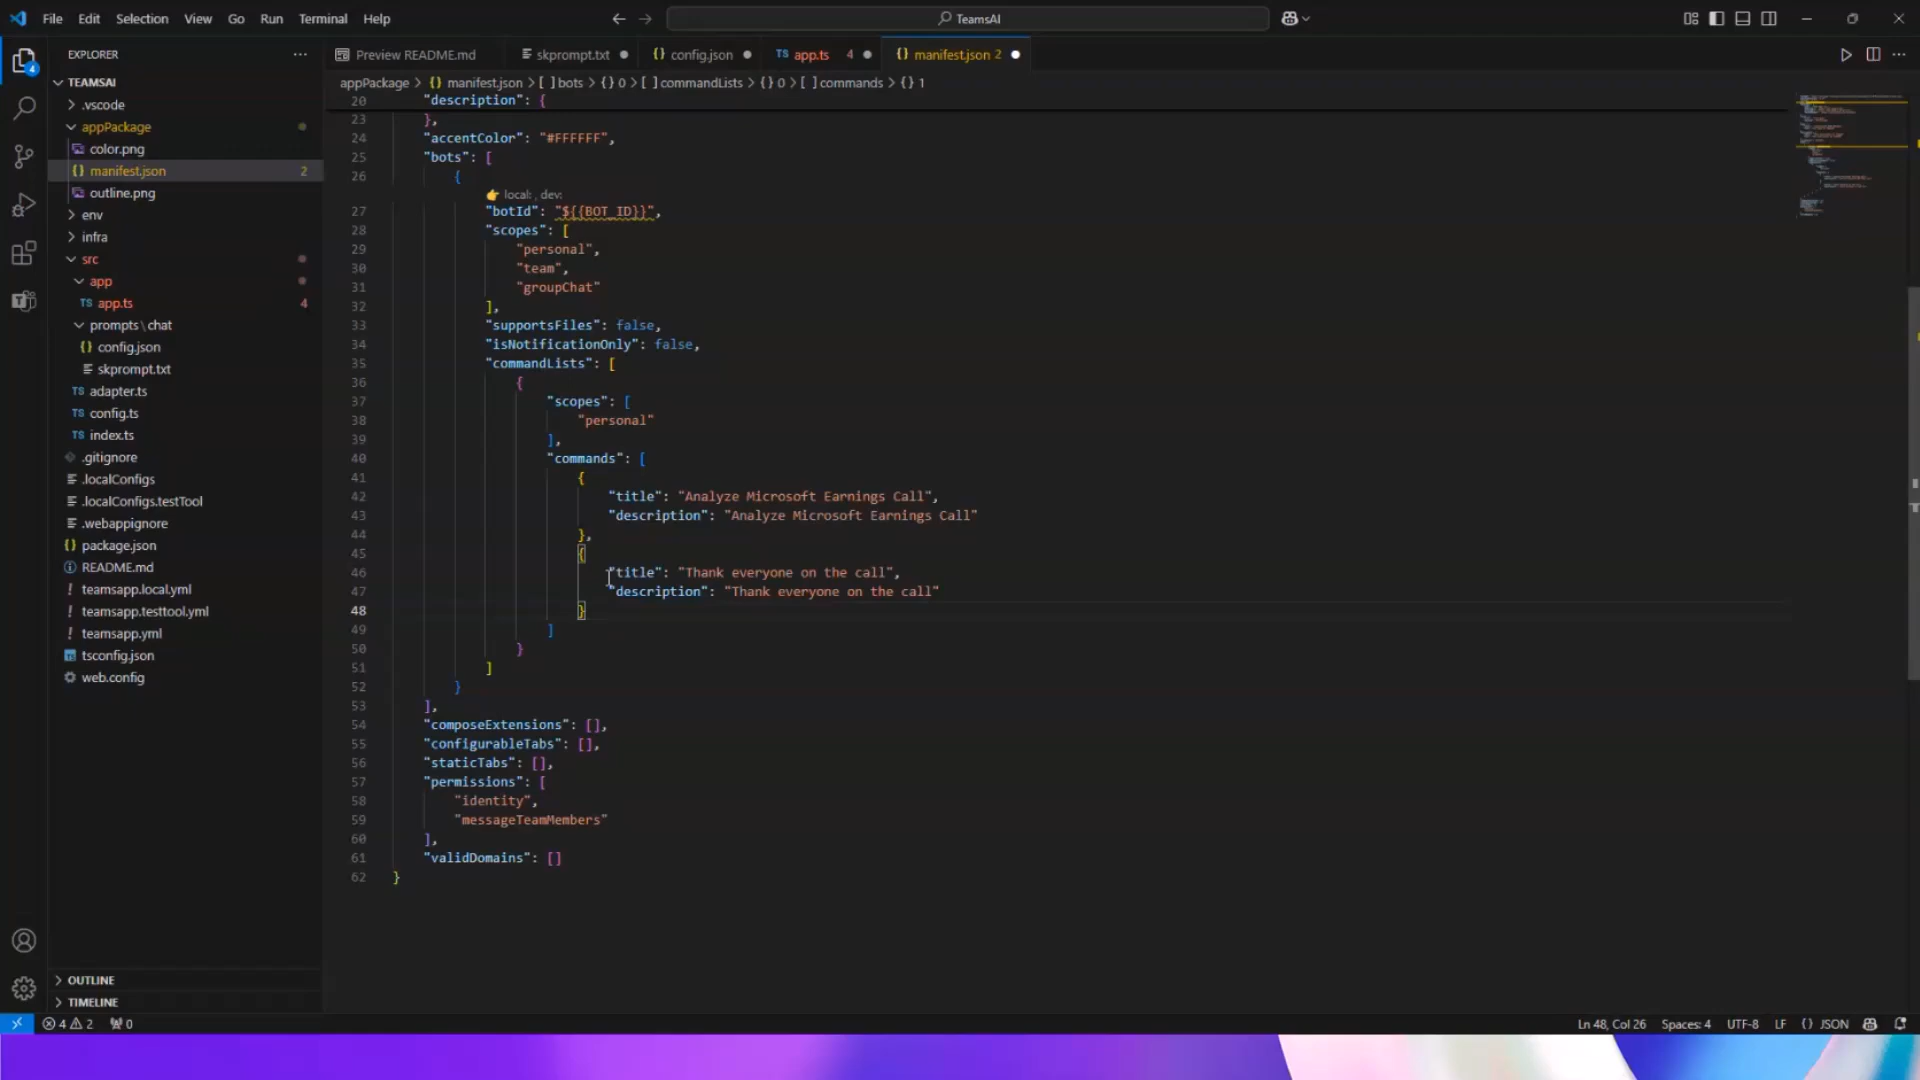 File Edit Selection View Go Run Terminal Help
TeamsAI
EXPLORER
Preview README.md
skprompt.txt
{} config.json
TS app.ts 4
{} manifest.json 2
TEAMSAI
appPackage > {} manifest.json > [ ] bots > {} 0 > [ ] commandLists > {} 0 > [ ] commands > {} 1
.vscode
appPackage
color.png
{} manifest.json 2
outline.png
env
infra
src
app
TS app.ts 4
prompts\chat
{} config.json
skprompt.txt
TS adapter.ts
TS config.ts
TS index.ts
.gitignore
.localConfigs
.localConfigs.testTool
.webappignore
{} package.json
README.md
! teamsapp.local.yml
! teamsapp.testtool.yml
! teamsapp.yml
tsconfig.json
web.config
OUTLINE
TIMELINE
20 "description": {
23 },
24 "accentColor": "#FFFFFF",
25 "bots": [
26 {
👉 local: , dev:
27 "botId": "${{BOT_ID}}",
28 "scopes": [
29 "personal",
30 "team",
31 "groupChat"
32 ],
33 "supportsFiles": false,
34 "isNotificationOnly": false,
35 "commandLists": [
36 {
37 "scopes": [
38 "personal"
39 ],
40 "commands": [
41 {
42 "title": "Analyze Microsoft Earnings Call",
43 "description": "Analyze Microsoft Earnings Call"
44 },
45 {
46 "title": "Thank everyone on the call",
47 "description": "Thank everyone on the call"
48 }
49 ]
50 }
51 ]
52 }
53 ],
54 "composeExtensions": [],
55 "configurableTabs": [],
56 "staticTabs": [],
57 "permissions": [
58 "identity",
59 "messageTeamMembers"
60 ],
61 "validDomains": []
62 }
4 2 0
Ln 48, Col 26 Spaces: 4 UTF-8 LF {} JSON